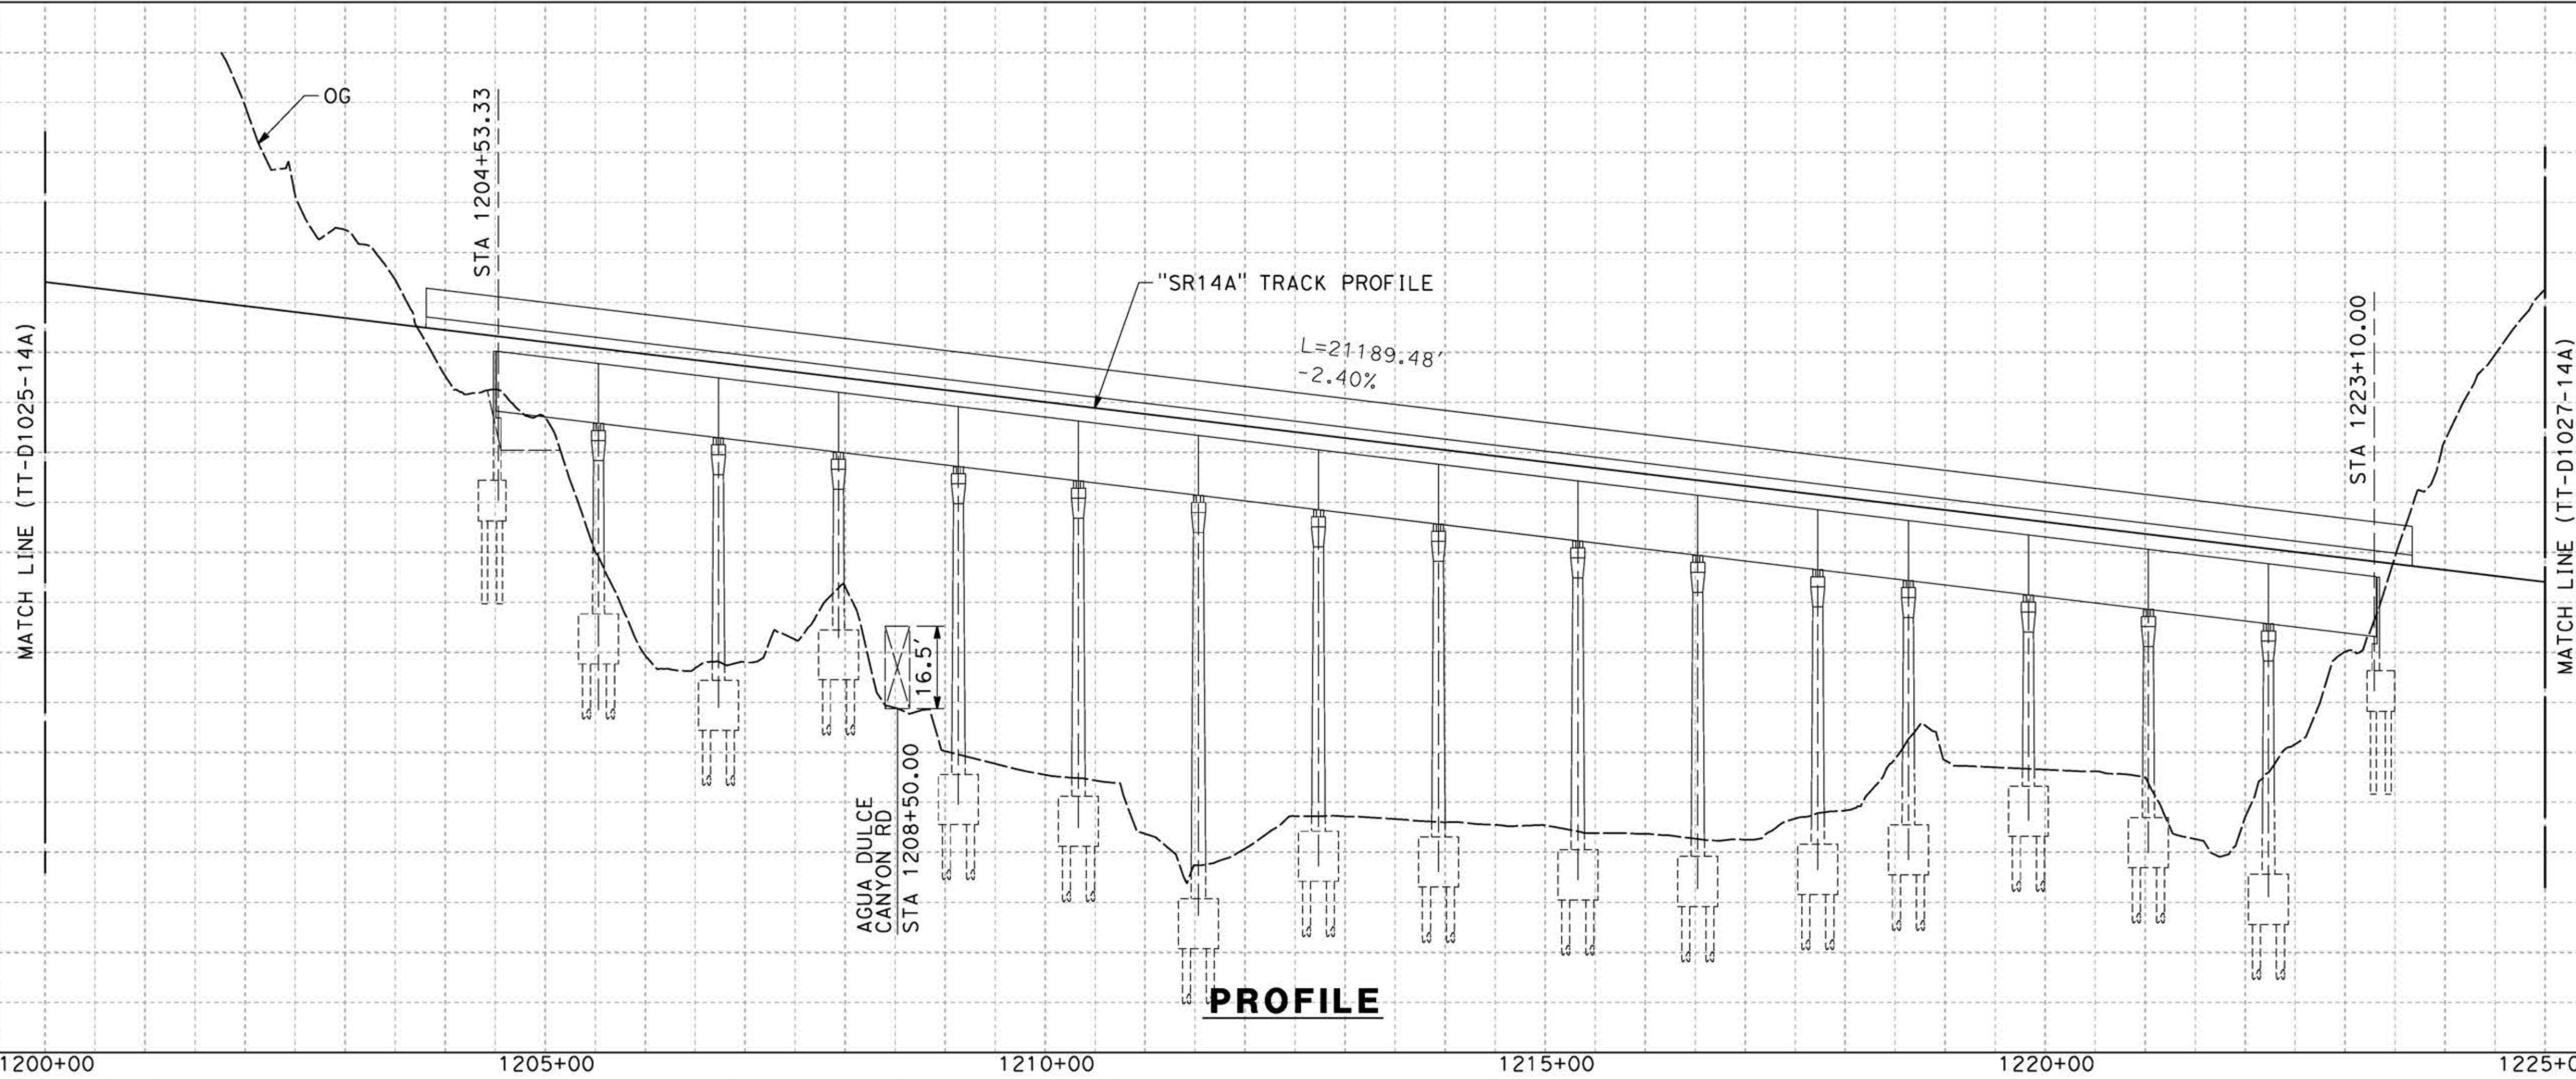 OG
STA 1204+53.33
"SR14A" TRACK PROFILE
L=21189.48'
-2.40%
STA 1223+10.00
MATCH LINE (TT-D1025-14A)
MATCH LINE (TT-D1027-14A)
16.5'
AGUA DULCE
CANYON RD
STA 1208+50.00
PROFILE
1200+00
1205+00
1210+00
1215+00
1220+00
1225+0